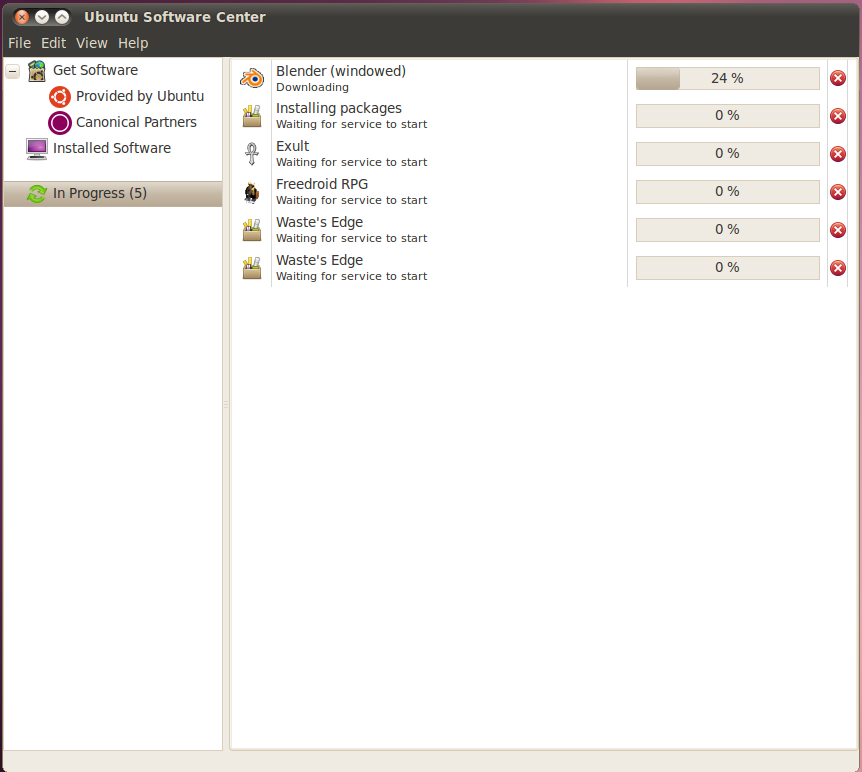 Ubuntu Software Center
File Edit View Help
Get Software
Provided by Ubuntu
Canonical Partners
Installed Software
In Progress (5)
Blender (windowed)
Downloading
24 %
Installing packages
Waiting for service to start
0 %
Exult
Waiting for service to start
0 %
Freedroid RPG
Waiting for service to start
0 %
Waste's Edge
Waiting for service to start
0 %
Waste's Edge
Waiting for service to start
0 %